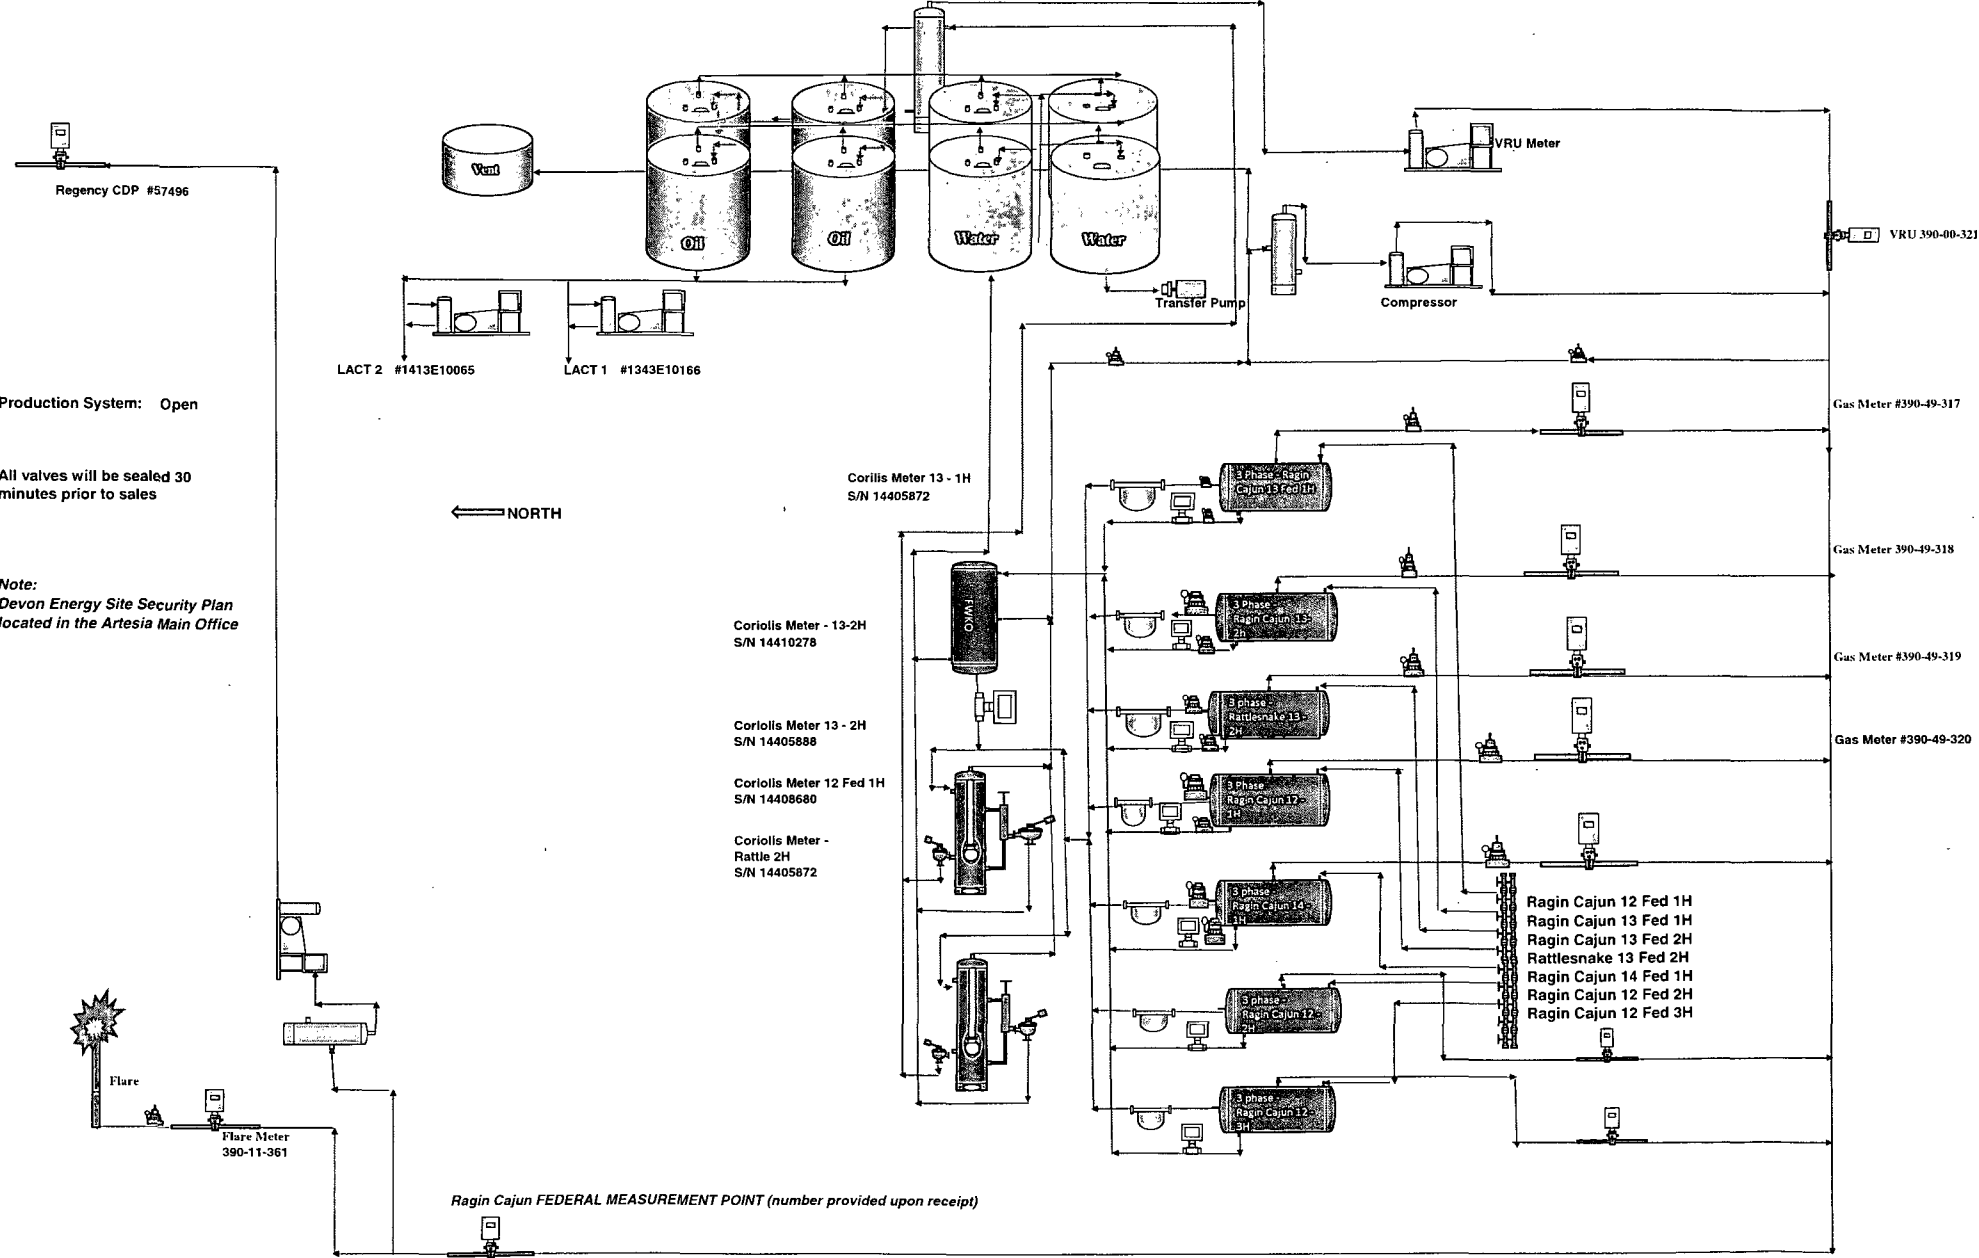 Vent
Oil
Oil
Water
Water
Regency CDP #57496
VRU Meter
VRU 390-00-321
Transfer Pump
Compressor
LACT 2 #1413E10065
LACT 1 #1343E10166
Production System: Open
All valves will be sealed 30
minutes prior to sales
NORTH
Note:
Devon Energy Site Security Plan
located in the Artesia Main Office
Corilis Meter 13 - 1H
S/N 14405872
Coriolis Meter - 13-2H
S/N 14410278
Coriolis Meter 13 - 2H
S/N 14405888
Coriolis Meter 12 Fed 1H
S/N 14408680
Coriolis Meter -
Rattle 2H
S/N 14405872
FWKO
3 Phase - Ragin
Cajun 13 Fed 1H
3 Phase -
Ragin Cajun 13-
2h
3 phase -
Rattlesnake 13 -
2H
3 Phase
Ragin Cajun 12 -
1H
3 phase -
Ragin Cajun 14 -
1H
3 phase -
Ragin Cajun 12 -
2H
3 phase -
Ragin Cajun 12 -
3H
Gas Meter #390-49-317
Gas Meter 390-49-318
Gas Meter #390-49-319
Gas Meter #390-49-320
Ragin Cajun 12 Fed 1H
Ragin Cajun 13 Fed 1H
Ragin Cajun 13 Fed 2H
Rattlesnake 13 Fed 2H
Ragin Cajun 14 Fed 1H
Ragin Cajun 12 Fed 2H
Ragin Cajun 12 Fed 3H
Flare
Flare Meter
390-11-361
Ragin Cajun FEDERAL MEASUREMENT POINT (number provided upon receipt)